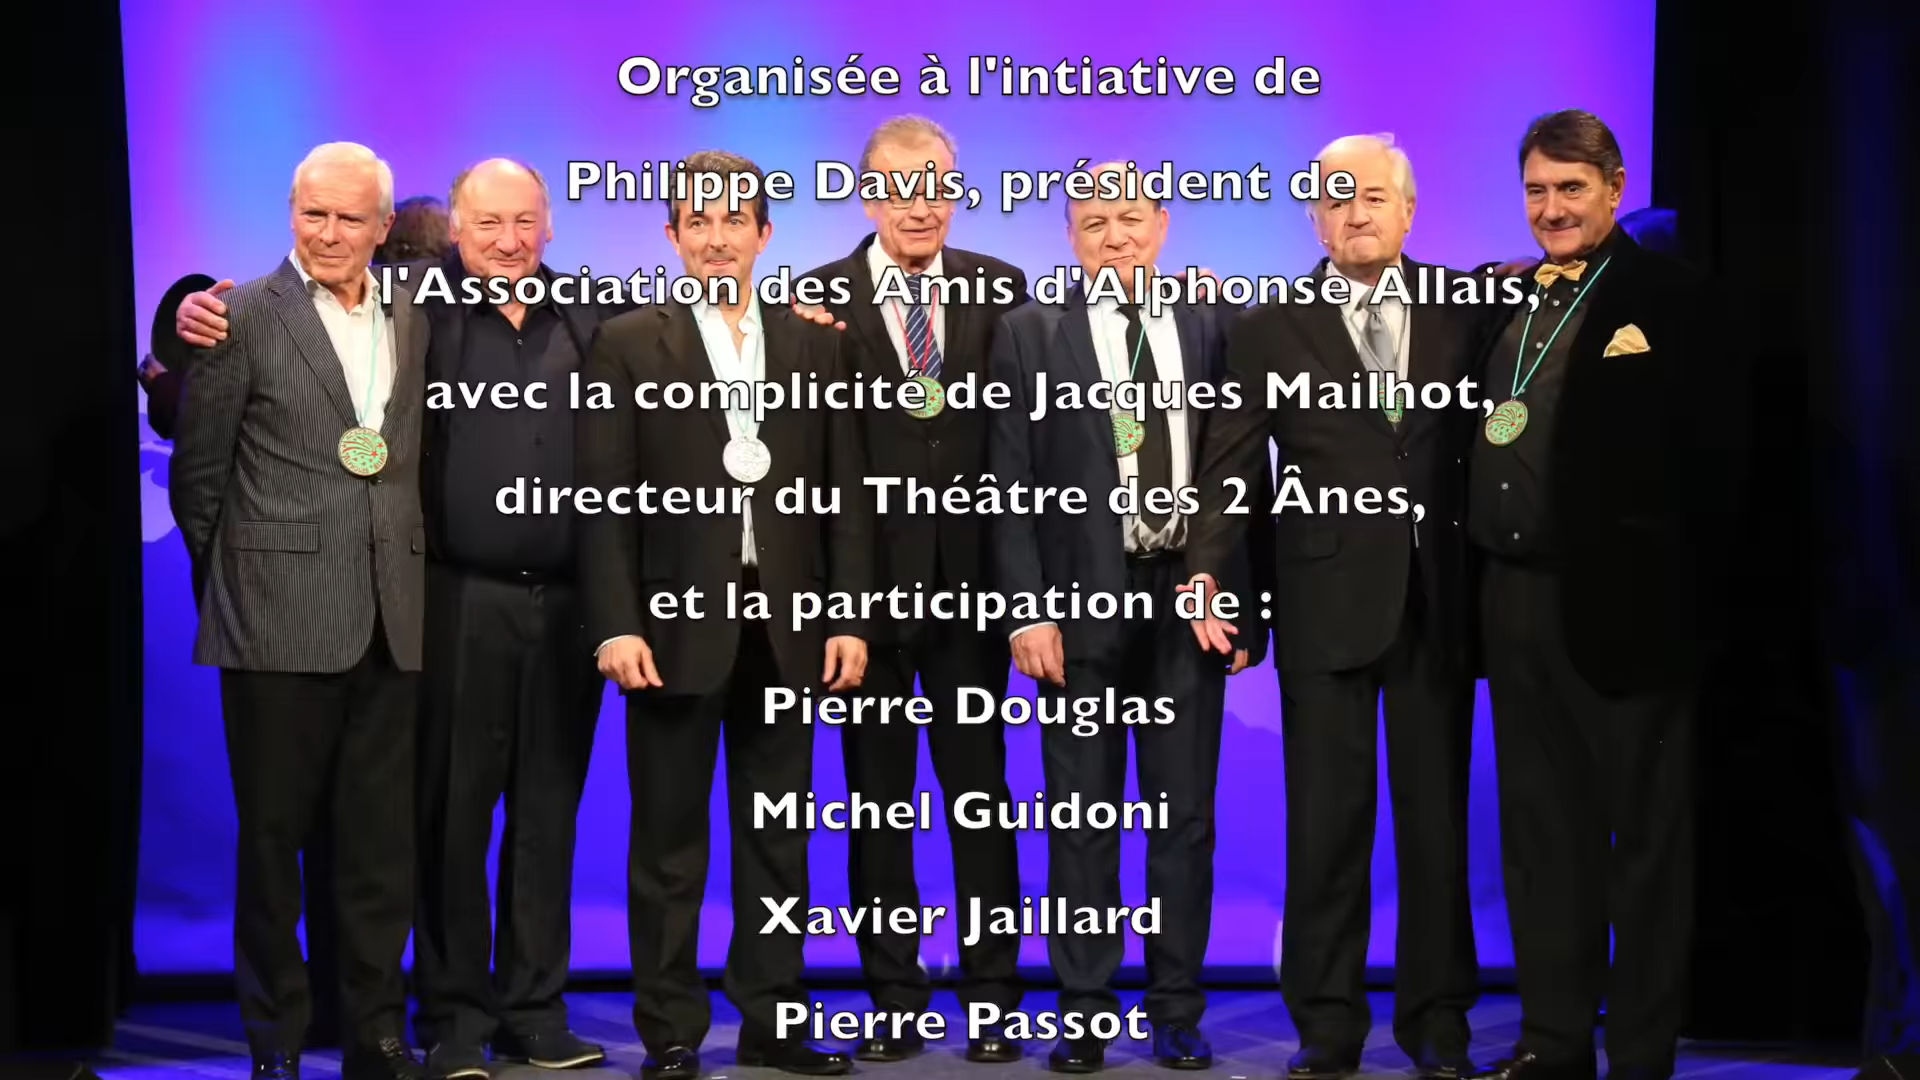 Organisée à l'intiative de
Philippe Davis, président de
l'Association des Amis d'Alphonse Allais,
avec la complicité de Jacques Mailhot,
directeur du Théâtre des 2 Ânes,
et la participation de :
Pierre Douglas
Michel Guidoni
Xavier Jaillard
Pierre Passot